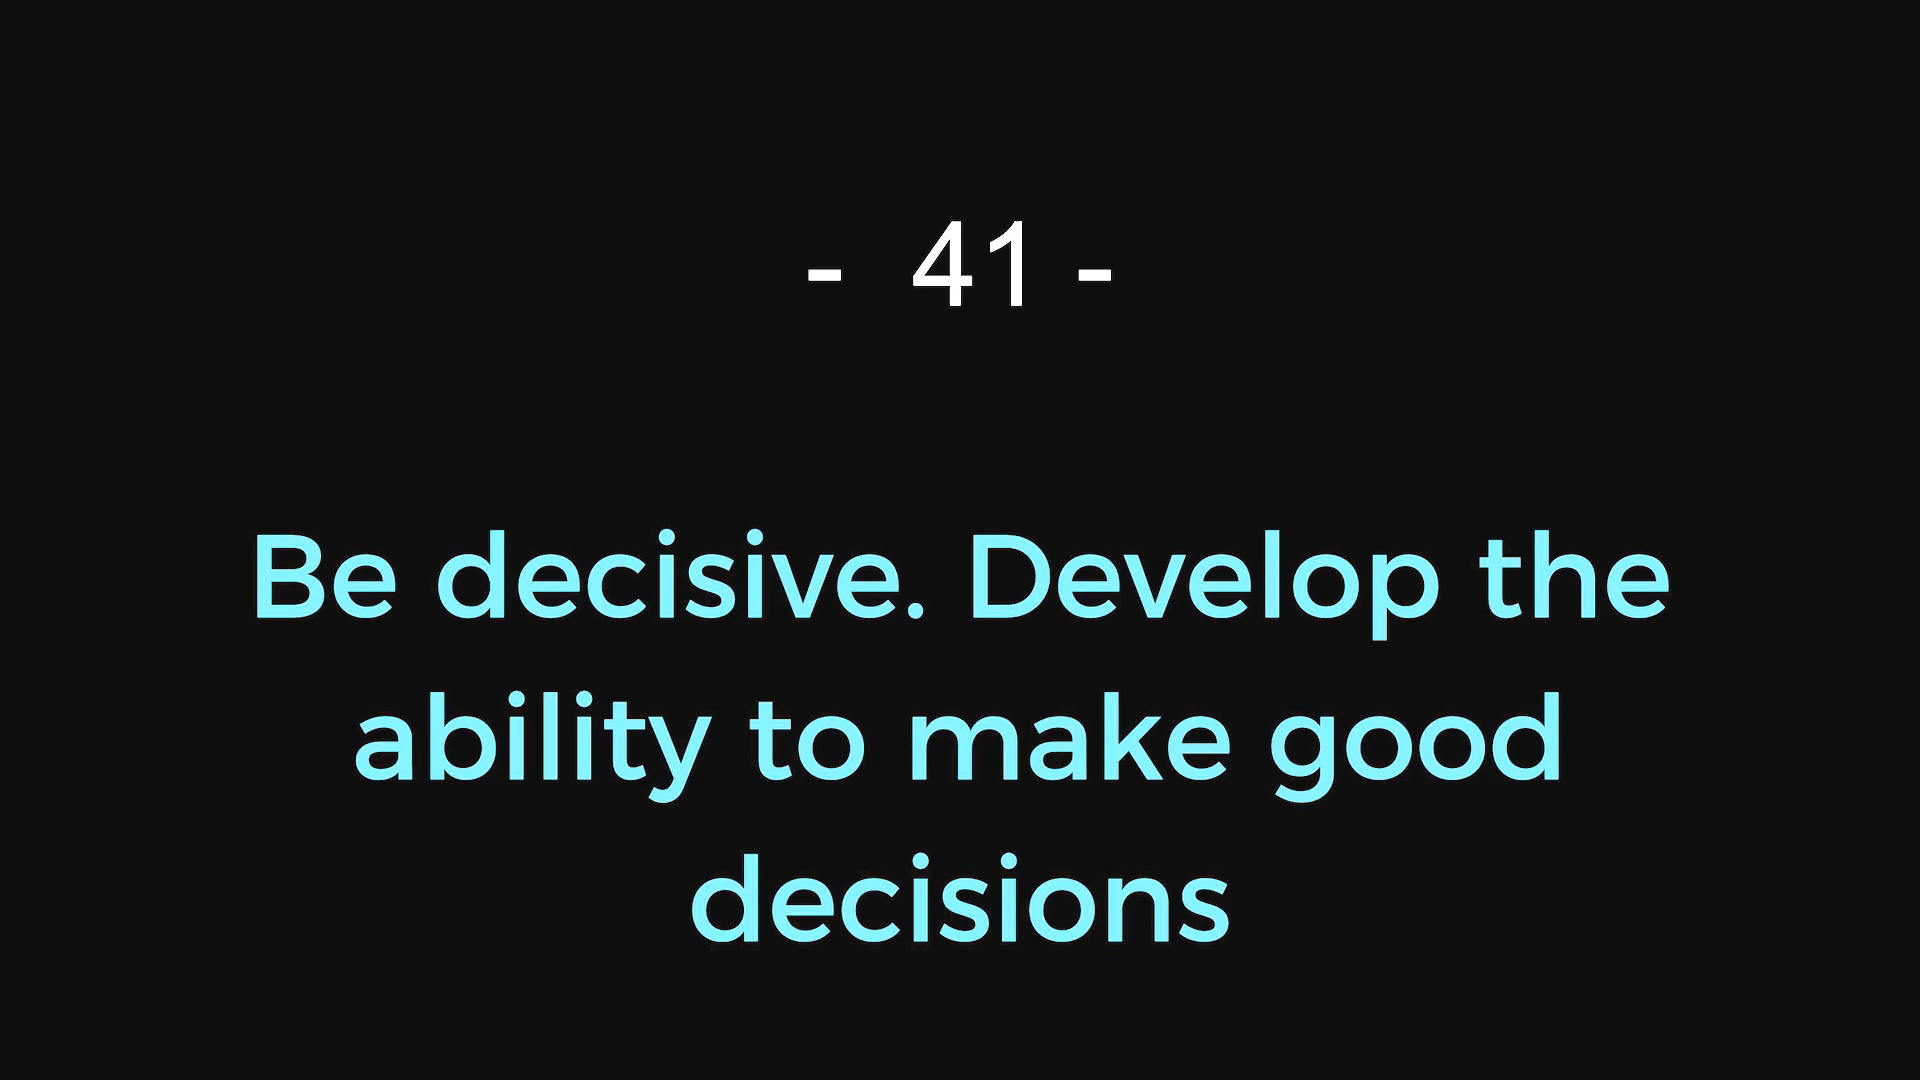 - 41 -
Be decisive. Develop the
ability to make good
decisions